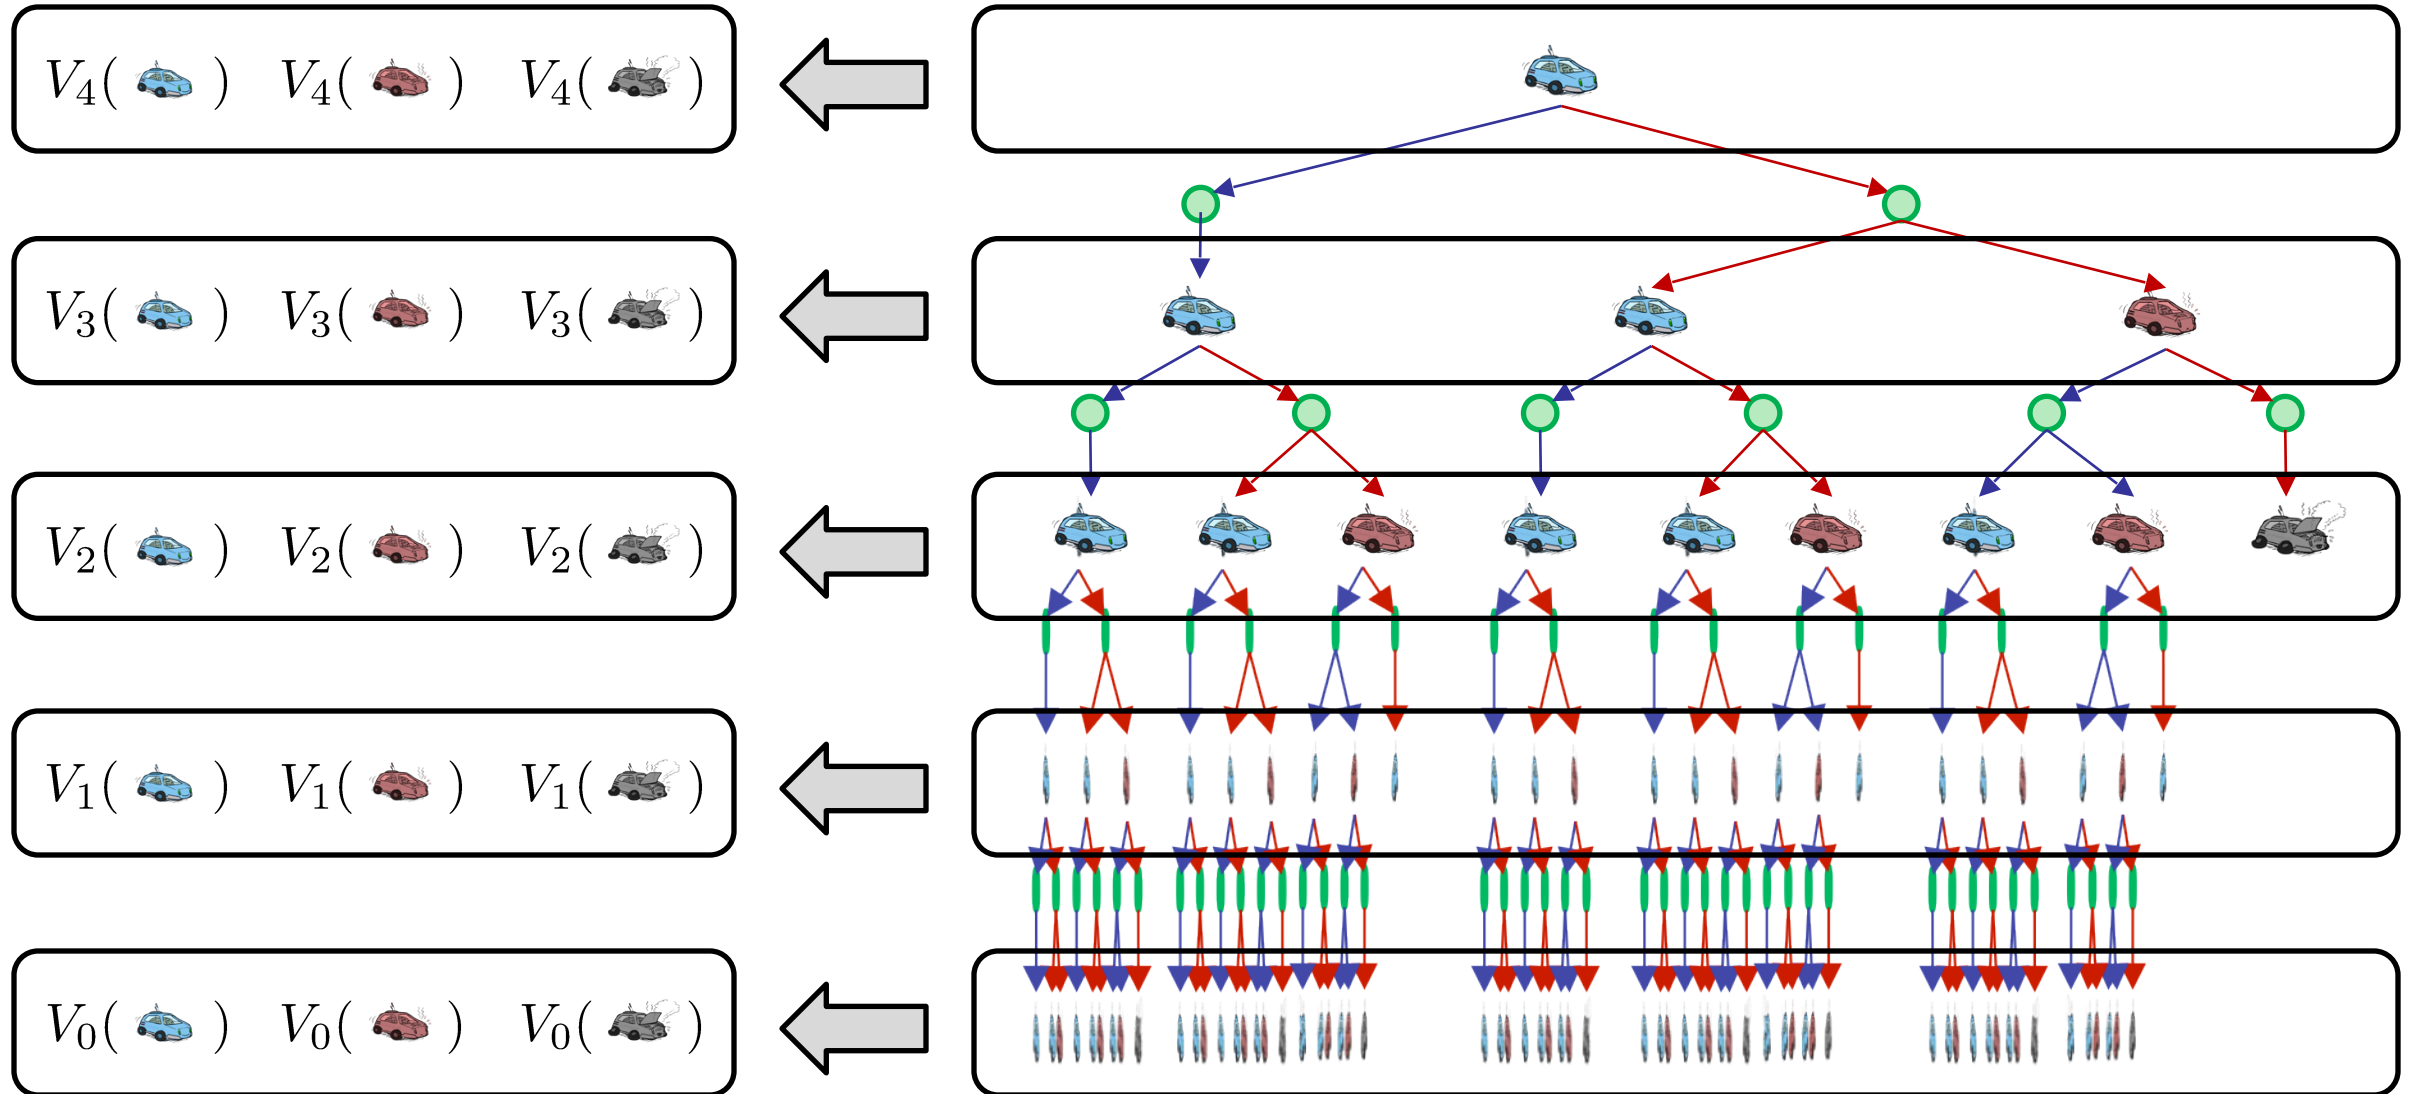 V₄( ) V₄( ) V₄( )
V₃( ) V₃( ) V₃( )
V₂( ) V₂( ) V₂( )
V₁( ) V₁( ) V₁( )
V₀( ) V₀( ) V₀( )